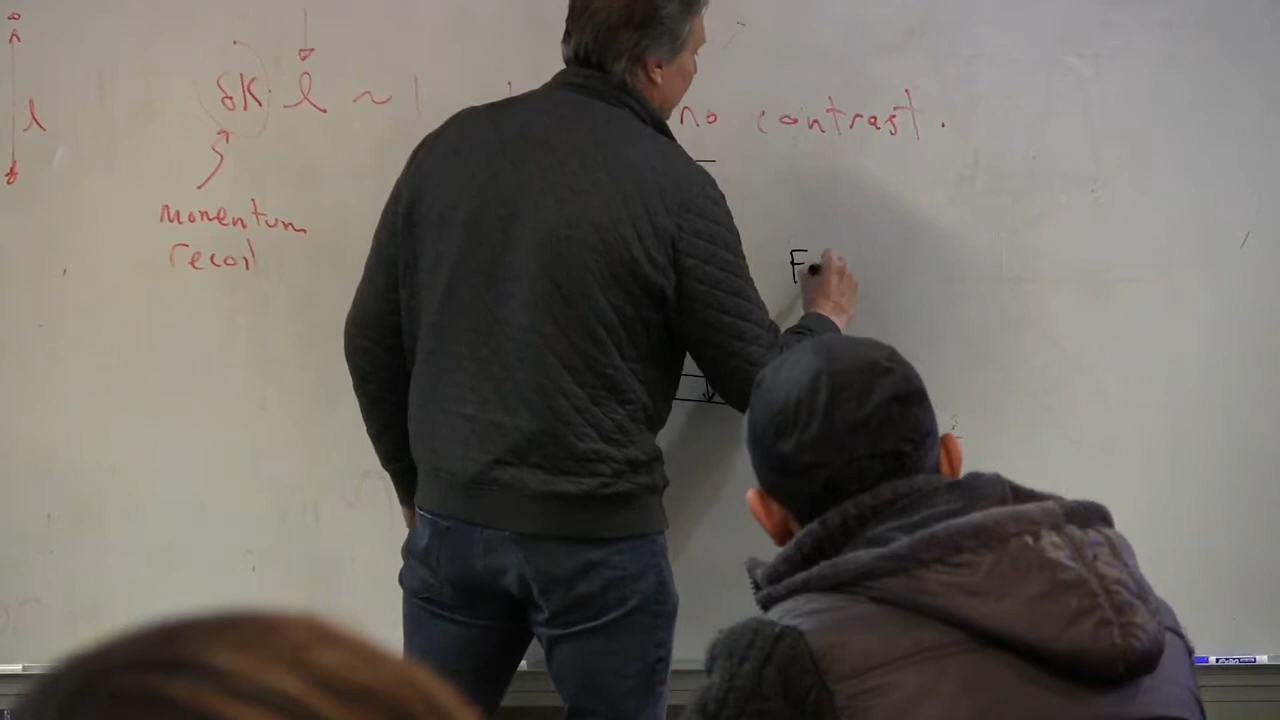 δK l ~ 1 no contrast.
l
momentum
recoil
F